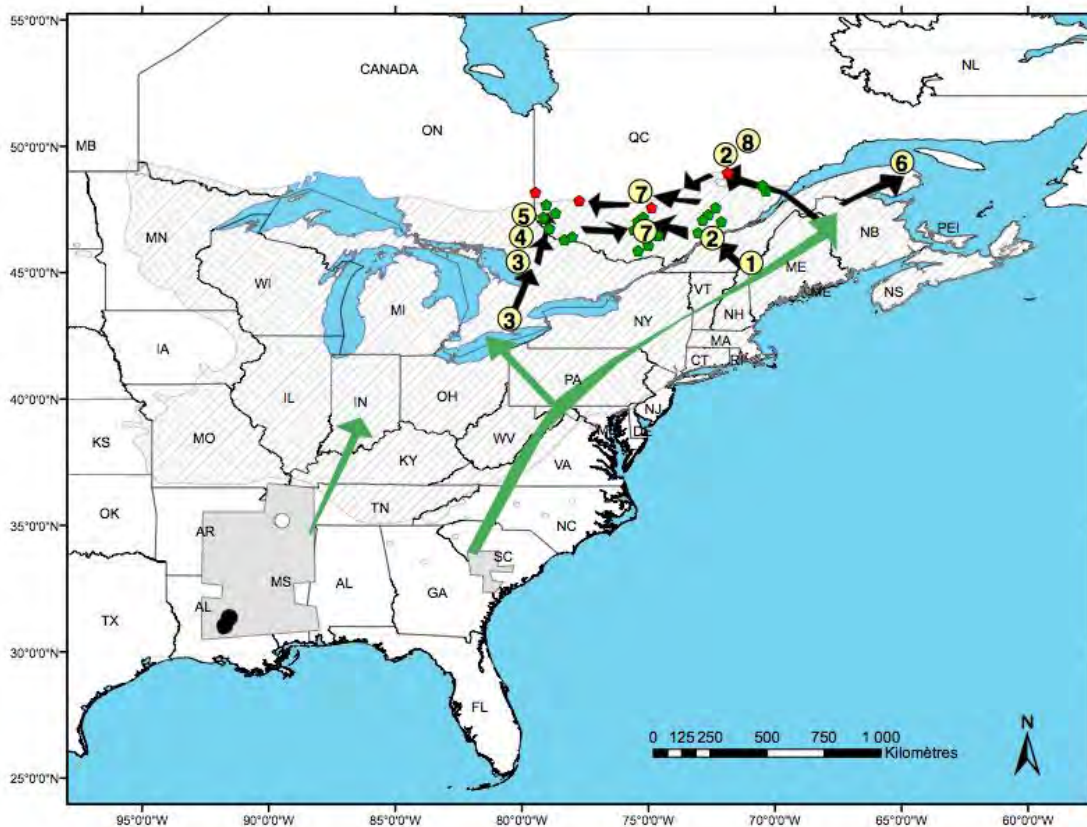 55°0'0"N
NL
CANADA
ON
QC
MB
50°0'0"N
8
2
6
7
5
MN
4
7
2
NB
PEI
45°0'0"N
3
1
ME
WI
VT
NS
ME
3
MI
NH
NY
MA
IA
CT
RI
PA
40°0'0"N
IL
IN
OH
NJ
KS
MO
WV
VA
KY
OK
TN
NC
35°0'0"N
AR
SC
MS
AL
GA
TX
AL
30°0'0"N
FL
N
0 125 250 500 750 1 000
Kilomètres
25°0'0"N
95°0'0"W 90°0'0"W 85°0'0"W 80°0'0"W 75°0'0"W 70°0'0"W 65°0'0"W 60°0'0"W